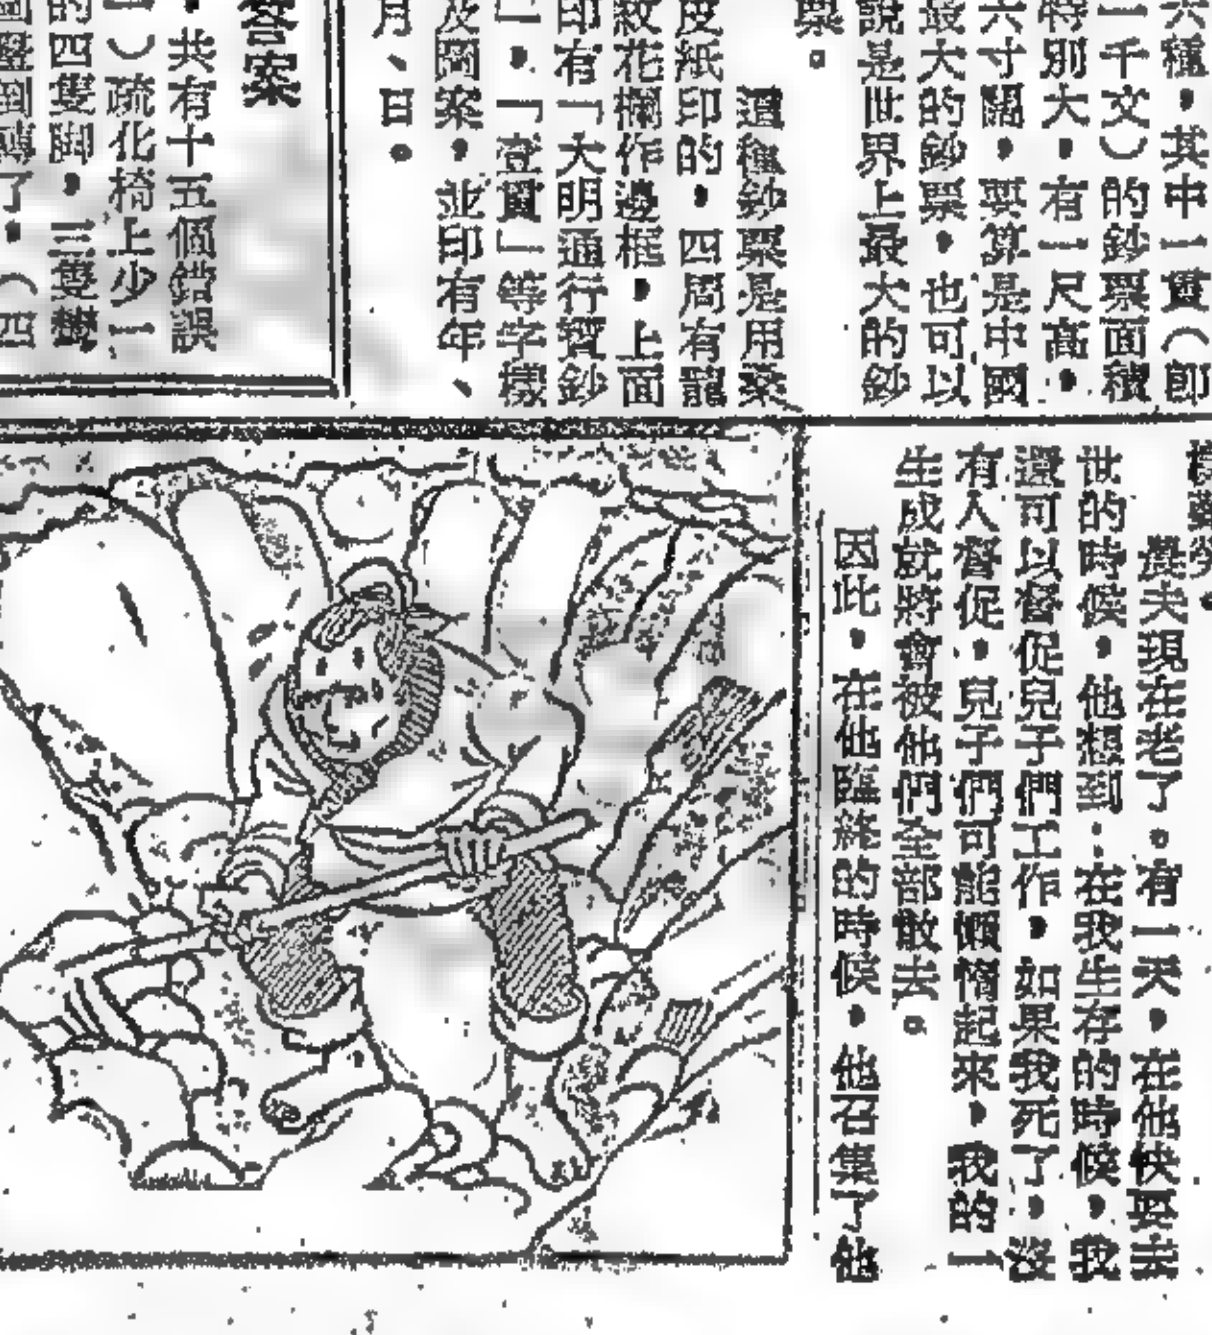 六種，其中一貫（卽
一千文）的鈔票面積
特別大，有一尺高，
六寸闊，要算是中國
最大的鈔票，也可以
說是世界上最大的鈔
票。
這種鈔票是用桑
皮紙印的，四周有龍
紋花欄作邊框，上面
印有「大明通行寶鈔
」，「壹貫」等字樣
及圖案，並印有年、
月、日。
答案
共有十五個錯誤
一）疏化椅上少一
的四隻脚，三隻
倒轉了。（四
農夫現在老了。有一天，在他快要去
世的時候，他想到：在我生存的時候，我
還可以督促兒子們工作，如果我死了，沒
有人督促，兒子們可能懶惰起來，我的一
生成就將會被他們全部散去。
因此，在他臨終的時候，他召集了他